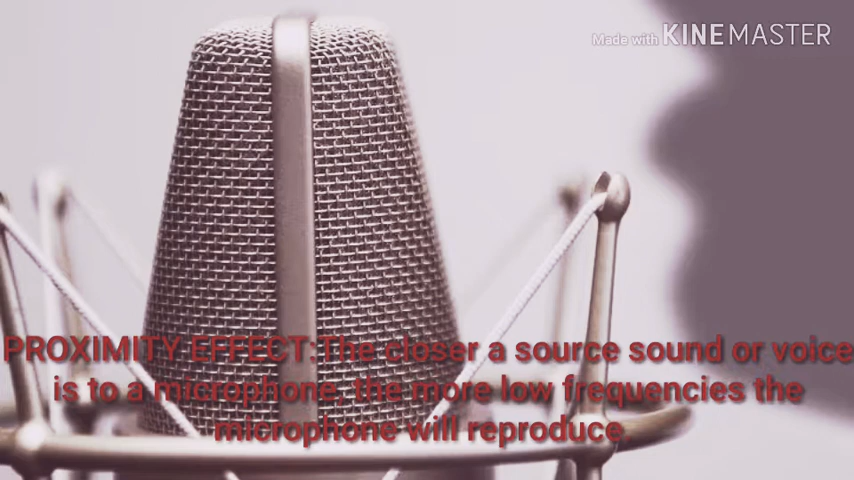 Made with KINEMASTER
PROXIMITY EFFECT:The closer a source sound or voice
is to a microphone, the more low frequencies the
microphone will reproduce